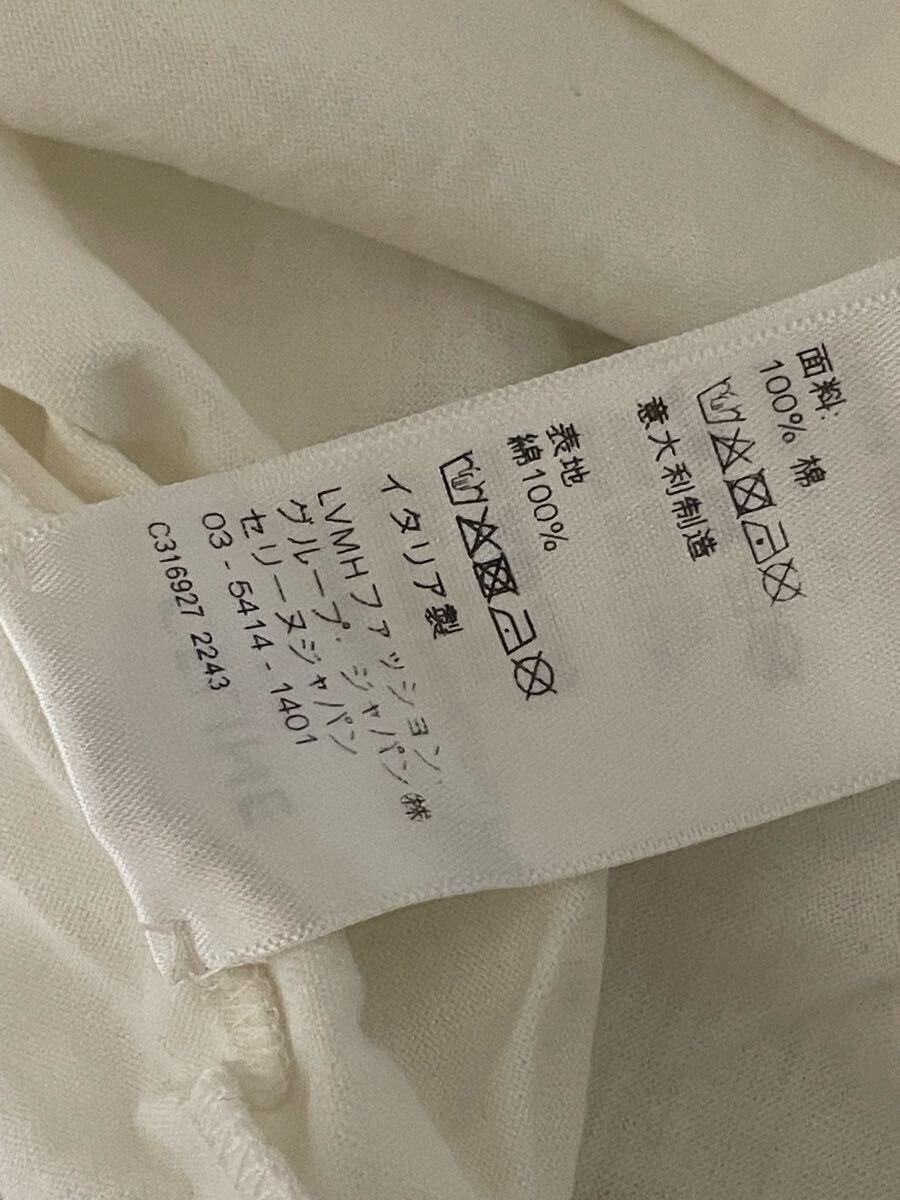 面料:
100% 棉
意大利制造
表地
綿100%
イタリア製
LVMHファッション・
グループ・ジャパン㈱
セリーヌジャパン
03-5414-1401
C316927 2243